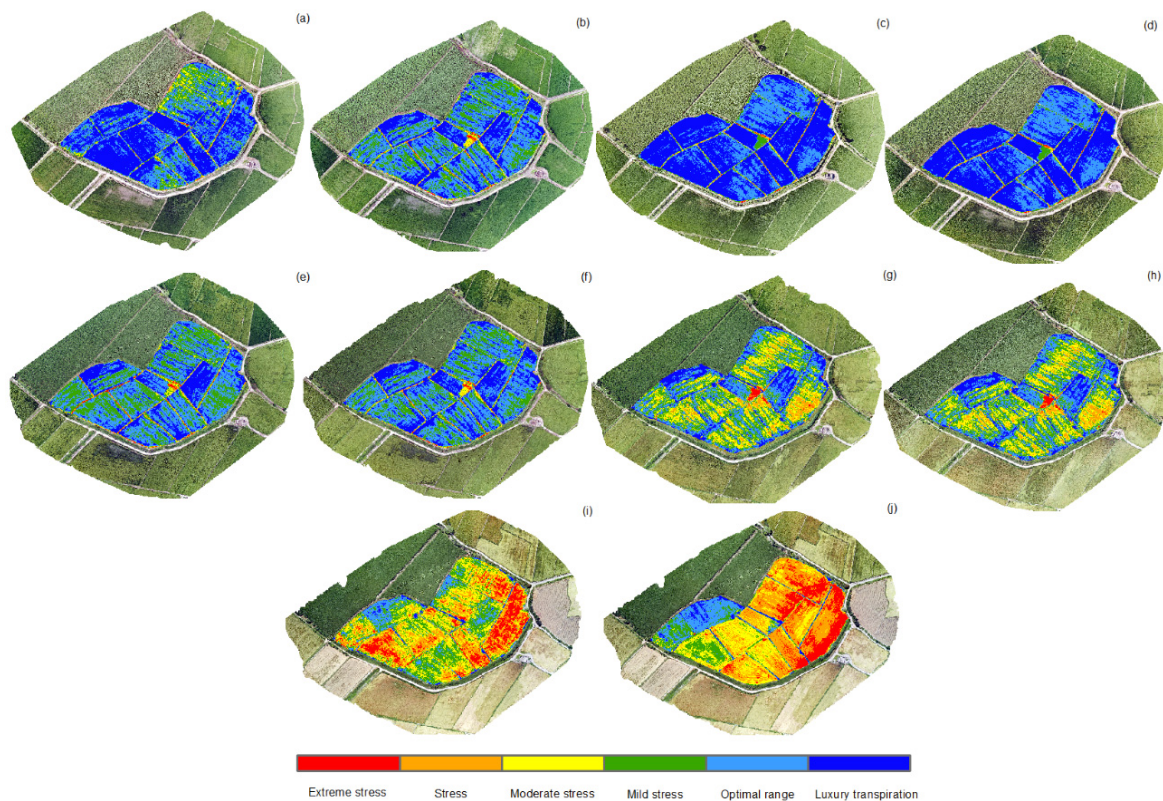 (a)
(b)
(c)
(d)
(e)
(f)
(g)
(h)
(i)
(j)
Extreme stress Stress Moderate stress Mild stress Optimal range Luxury transpiration